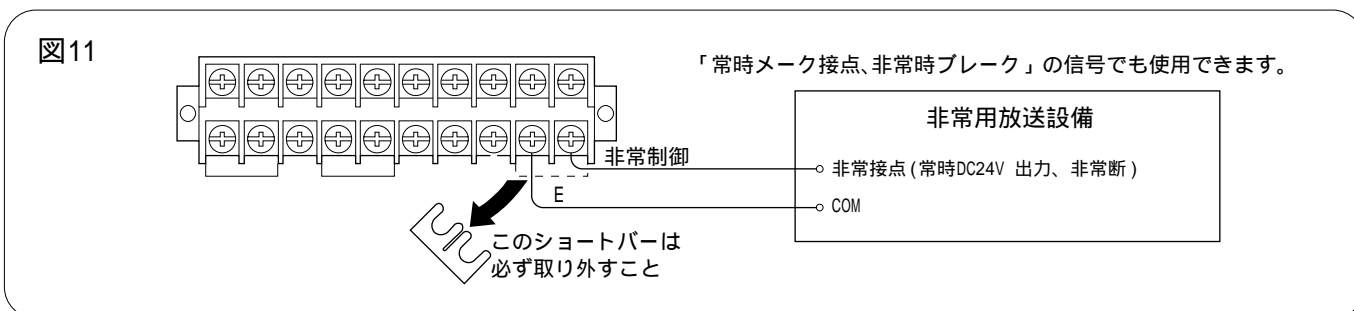 図11
「常時メーク接点、非常時ブレーク」の信号でも使用できます。
非常用放送設備
非常制御
非常接点(常時DC24V 出力、非常断)
E
COM
このショートバーは
必ず取り外すこと